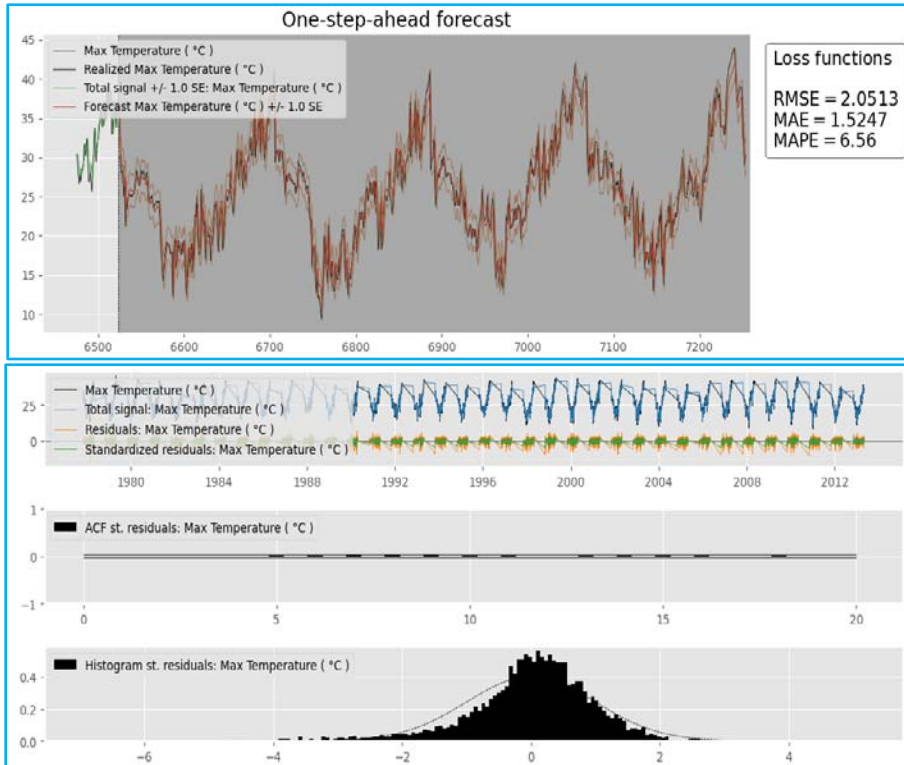 One-step-ahead forecast
45
40
35
30
25
20
15
10
Max Temperature ( °C )
Realized Max Temperature ( °C )
Total signal +/- 1.0 SE: Max Temperature ( °C )
Forecast Max Temperature ( °C ) +/- 1.0 SE
6500 6600 6700 6800 6900 7000 7100 7200
Loss functions
RMSE = 2.0513
MAE = 1.5247
MAPE = 6.56
25
0
Max Temperature ( °C )
Total signal: Max Temperature ( °C )
Residuals: Max Temperature ( °C )
Standardized residuals: Max Temperature ( °C )
1980 1984 1988 1992 1996 2000 2004 2008 2012
1
0
−1
ACF st. residuals: Max Temperature ( °C )
0 5 10 15 20
0.4
0.2
0.0
Histogram st. residuals: Max Temperature ( °C )
−6 −4 −2 0 2 4